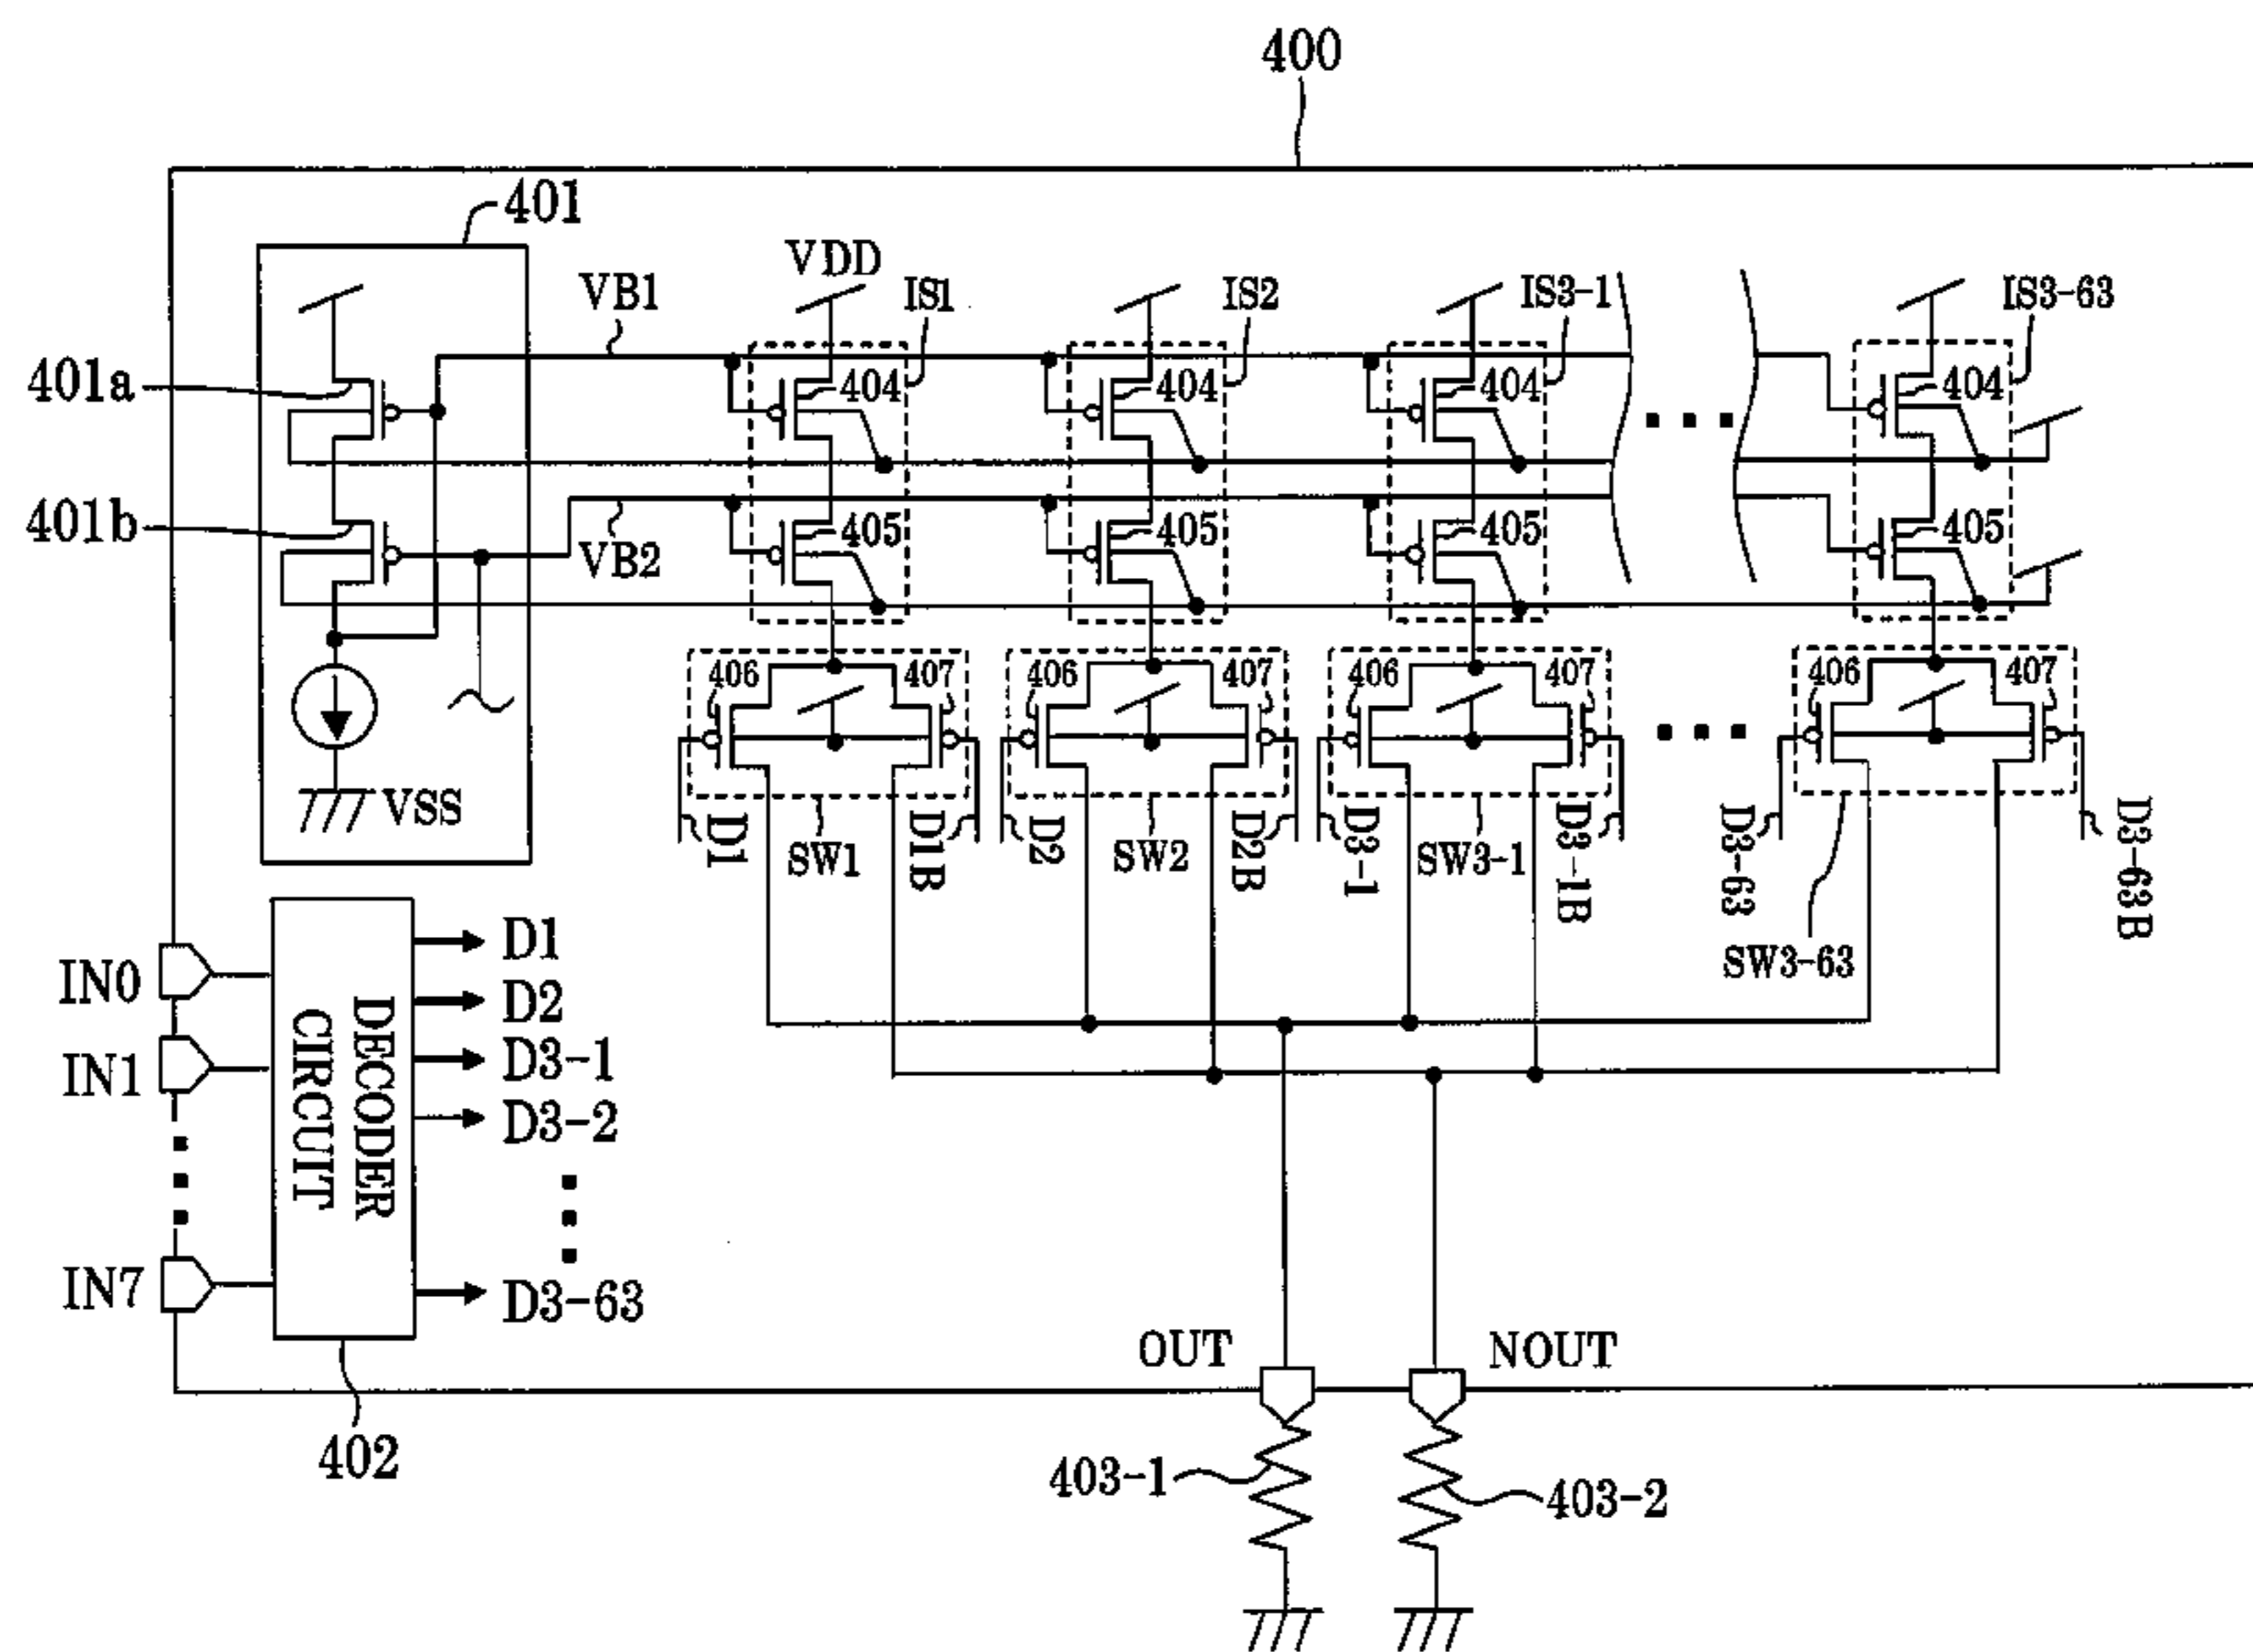 400
401
VDD
VB1
IS1
IS2
IS3-1
IS3-63
401a
404
404
404
404
401b
405
405
405
405
VB2
406
407
406
407
406
407
406
407
VSS
D1
SW1
D1B
D2
SW2
D2B
D3-1
SW3-1
D3-1B
D3-63
SW3-63
D3-63B
IN0
IN1
IN7
DECODER
CIRCUIT
D1
D2
D3-1
D3-2
D3-63
402
OUT
NOUT
403-1
403-2